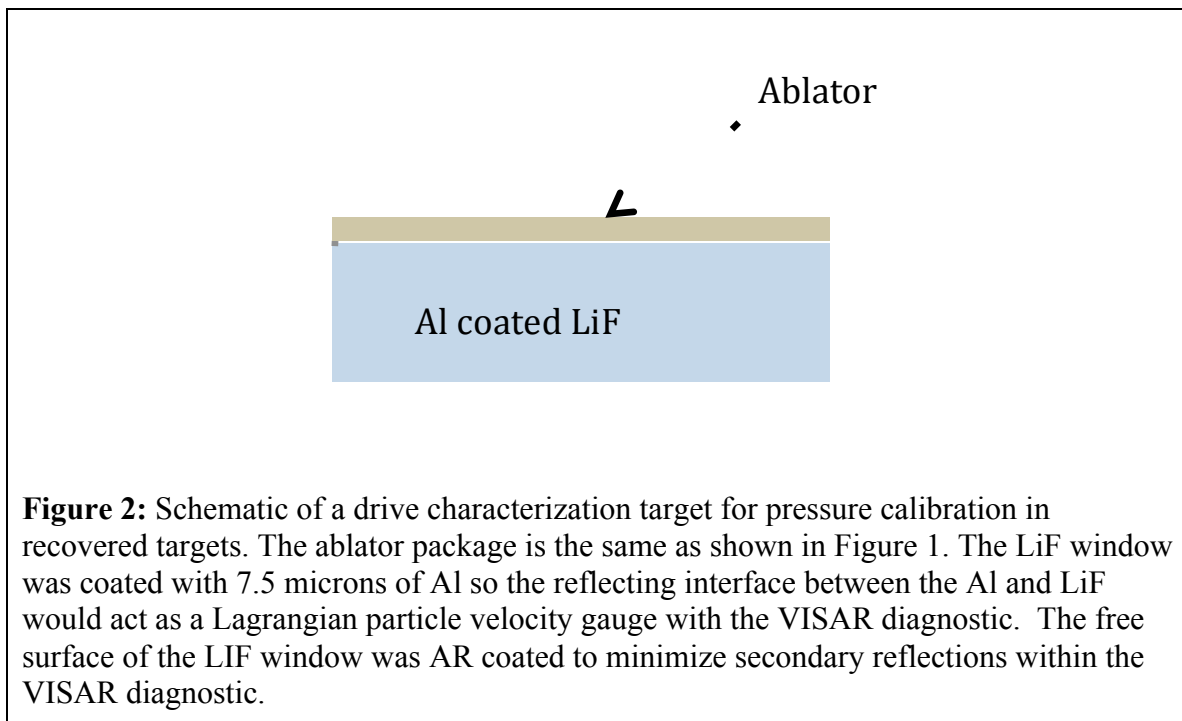 Ablator
Al coated LiF
Figure 2: Schematic of a drive characterization target for pressure calibration in
recovered targets. The ablator package is the same as shown in Figure 1. The LiF window
was coated with 7.5 microns of Al so the reflecting interface between the Al and LiF
would act as a Lagrangian particle velocity gauge with the VISAR diagnostic. The free
surface of the LIF window was AR coated to minimize secondary reflections within the
VISAR diagnostic.